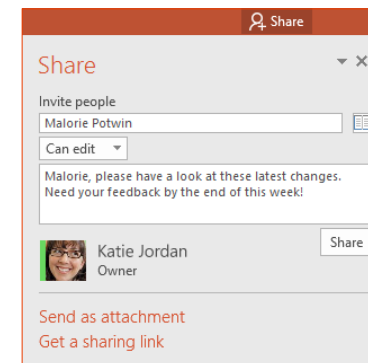 Share
Share
Invite people
Malorie Potwin
Can edit
Malorie, please have a look at these latest changes.
Need your feedback by the end of this week!
Share
Katie Jordan
Owner
Send as attachment
Get a sharing link